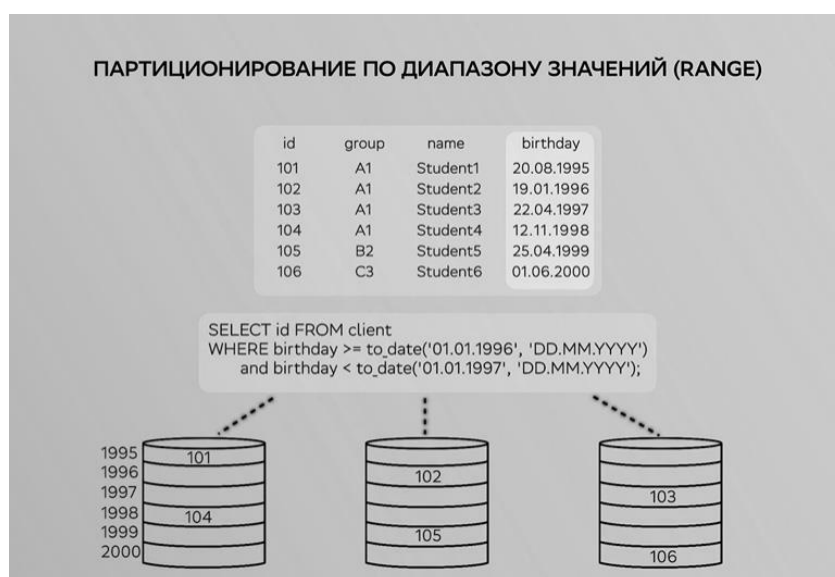 ПАРТИЦИОНИРОВАНИЕ ПО ДИАПАЗОНУ ЗНАЧЕНИЙ (RANGE)
id group name birthday
101 A1 Student1 20.08.1995
102 A1 Student2 19.01.1996
103 A1 Student3 22.04.1997
104 A1 Student4 12.11.1998
105 B2 Student5 25.04.1999
106 C3 Student6 01.06.2000
SELECT id FROM client
WHERE birthday >= to_date('01.01.1996', 'DD.MM.YYYY')
and birthday < to_date('01.01.1997', 'DD.MM.YYYY');
1995 101
1996 102
1997 103
1998 104
1999 105
2000 106